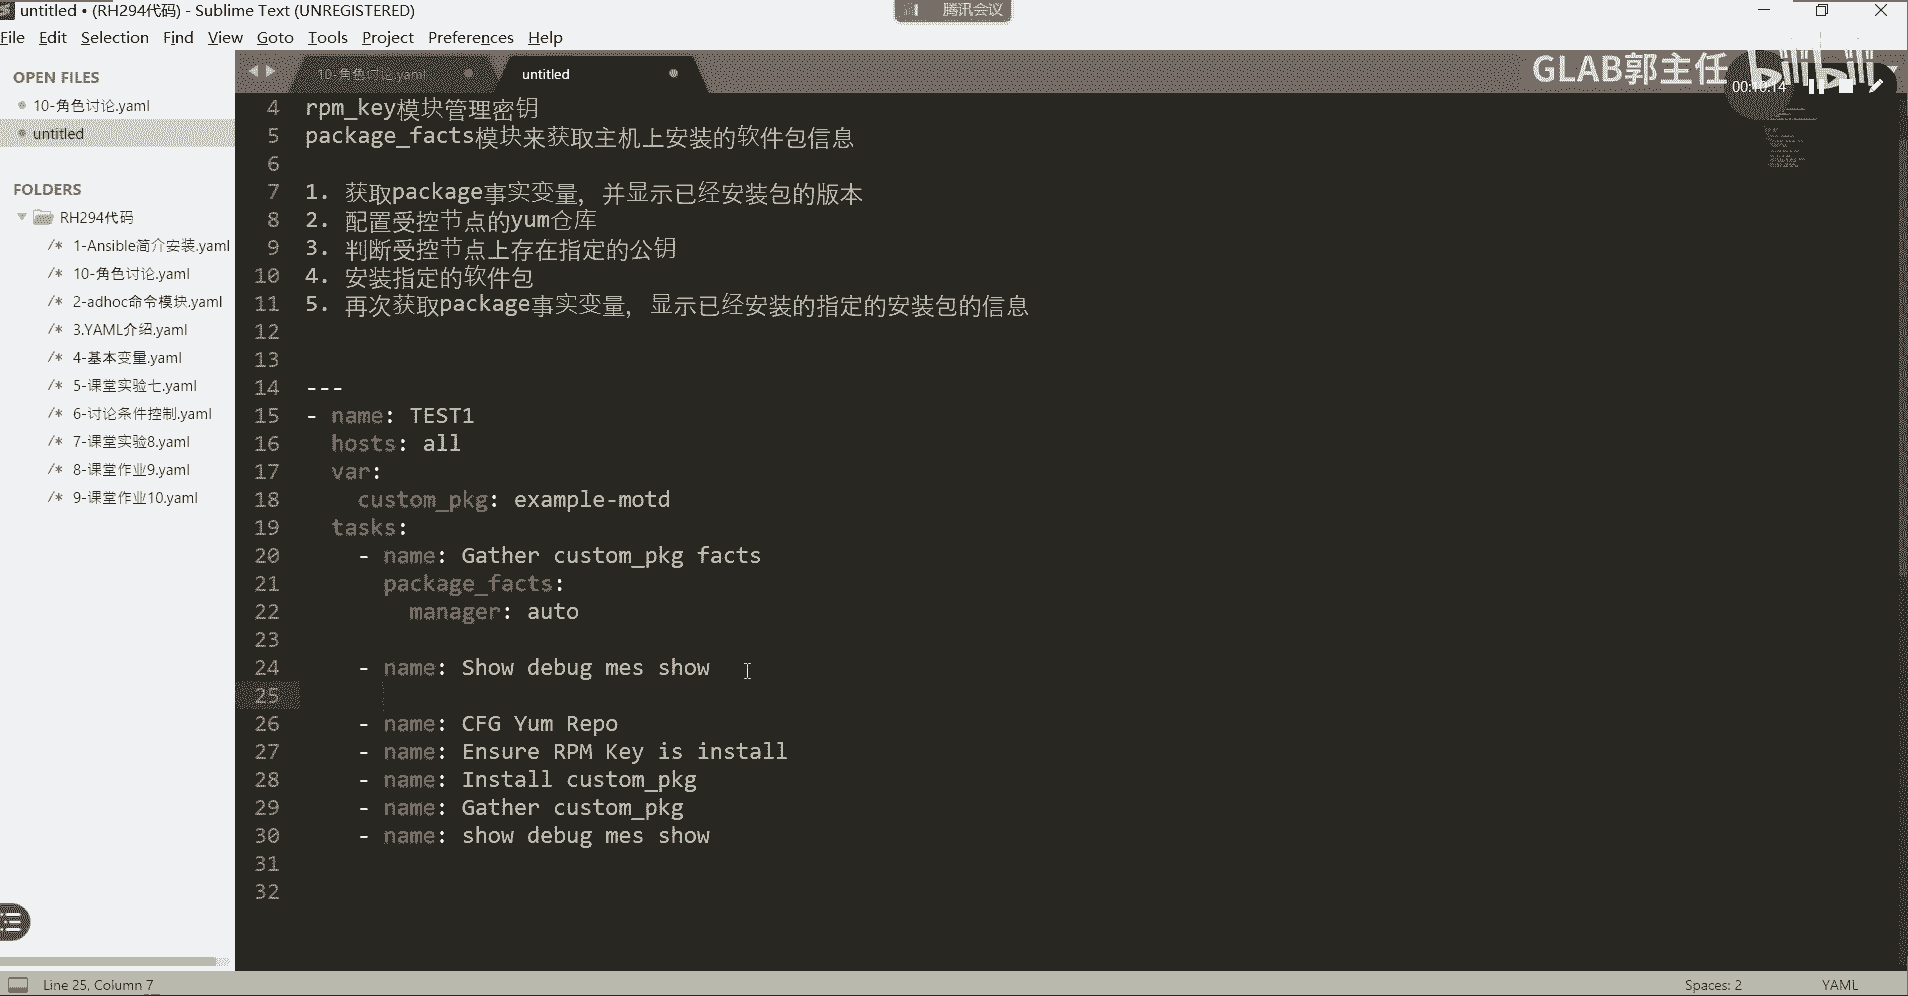 untitled • (RH294代码) - Sublime Text (UNREGISTERED)
腾讯会议
File Edit Selection Find View Goto Tools Project Preferences Help
OPEN FILES
10-角色讨论.yaml
untitled
FOLDERS
RH294代码
/* 1-Ansible简介安装.yaml
/* 10-角色讨论.yaml
/* 2-adhoc命令模块.yaml
/* 3.YAML介绍.yaml
/* 4-基本变量.yaml
/* 5-课堂实验七.yaml
/* 6-讨论条件控制.yaml
/* 7-课堂实验8.yaml
/* 8-课堂作业9.yaml
/* 9-课堂作业10.yaml
10-角色讨论.yaml
untitled
GLAB郭主任
bilibili
00:10:14
4 rpm_key模块管理密钥
5 package_facts模块来获取主机上安装的软件包信息
6
7 1. 获取package事实变量，并显示已经安装包的版本
8 2. 配置受控节点的yum仓库
9 3. 判断受控节点上存在指定的公钥
10 4. 安装指定的软件包
11 5. 再次获取package事实变量，显示已经安装的指定的安装包的信息
12
13
14 ---
15 - name: TEST1
16 hosts: all
17 var:
18 custom_pkg: example-motd
19 tasks:
20 - name: Gather custom_pkg facts
21 package_facts:
22 manager: auto
23
24 - name: Show debug mes show
25
26 - name: CFG Yum Repo
27 - name: Ensure RPM Key is install
28 - name: Install custom_pkg
29 - name: Gather custom_pkg
30 - name: show debug mes show
31
32
Line 25, Column 7
Spaces: 2
YAML